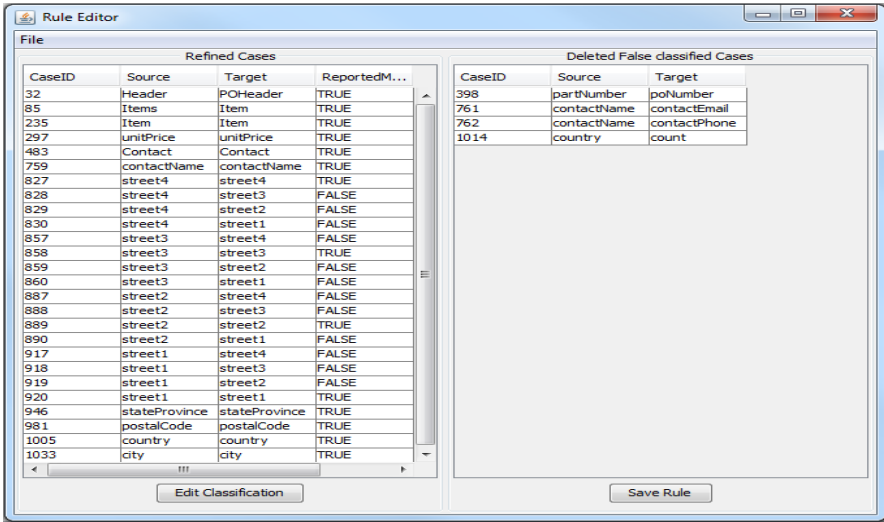 Rule Editor
File
Refined Cases
CaseID Source Target ReportedM...
32 Header POHeader TRUE
85 Items Item TRUE
235 Item Item TRUE
297 unitPrice unitPrice TRUE
483 Contact Contact TRUE
759 contactName contactName TRUE
827 street4 street4 TRUE
828 street4 street3 FALSE
829 street4 street2 FALSE
830 street4 street1 FALSE
857 street3 street4 FALSE
858 street3 street3 TRUE
859 street3 street2 FALSE
860 street3 street1 FALSE
887 street2 street4 FALSE
888 street2 street3 FALSE
889 street2 street2 TRUE
890 street2 street1 FALSE
917 street1 street4 FALSE
918 street1 street3 FALSE
919 street1 street2 FALSE
920 street1 street1 TRUE
946 stateProvince stateProvince TRUE
981 postalCode postalCode TRUE
1005 country country TRUE
1033 city city TRUE
Edit Classification
Deleted False classified Cases
CaseID Source Target
398 partNumber poNumber
761 contactName contactEmail
762 contactName contactPhone
1014 country count
Save Rule